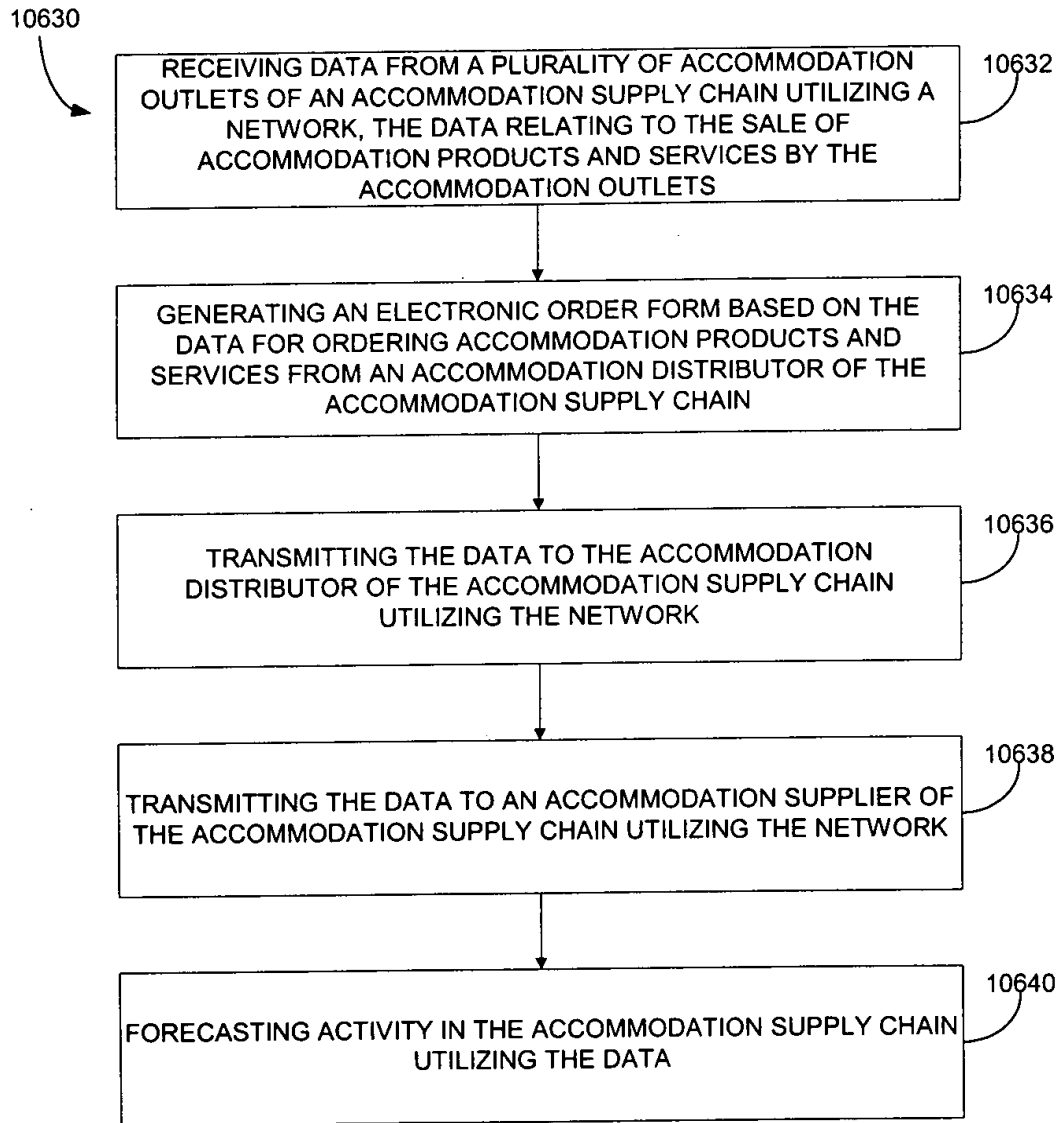 10630
RECEIVING DATA FROM A PLURALITY OF ACCOMMODATION
OUTLETS OF AN ACCOMMODATION SUPPLY CHAIN UTILIZING A
NETWORK, THE DATA RELATING TO THE SALE OF
ACCOMMODATION PRODUCTS AND SERVICES BY THE
ACCOMMODATION OUTLETS
10632
GENERATING AN ELECTRONIC ORDER FORM BASED ON THE
DATA FOR ORDERING ACCOMMODATION PRODUCTS AND
SERVICES FROM AN ACCOMMODATION DISTRIBUTOR OF THE
ACCOMMODATION SUPPLY CHAIN
10634
TRANSMITTING THE DATA TO THE ACCOMMODATION
DISTRIBUTOR OF THE ACCOMMODATION SUPPLY CHAIN
UTILIZING THE NETWORK
10636
TRANSMITTING THE DATA TO AN ACCOMMODATION SUPPLIER OF
THE ACCOMMODATION SUPPLY CHAIN UTILIZING THE NETWORK
10638
FORECASTING ACTIVITY IN THE ACCOMMODATION SUPPLY CHAIN
UTILIZING THE DATA
10640